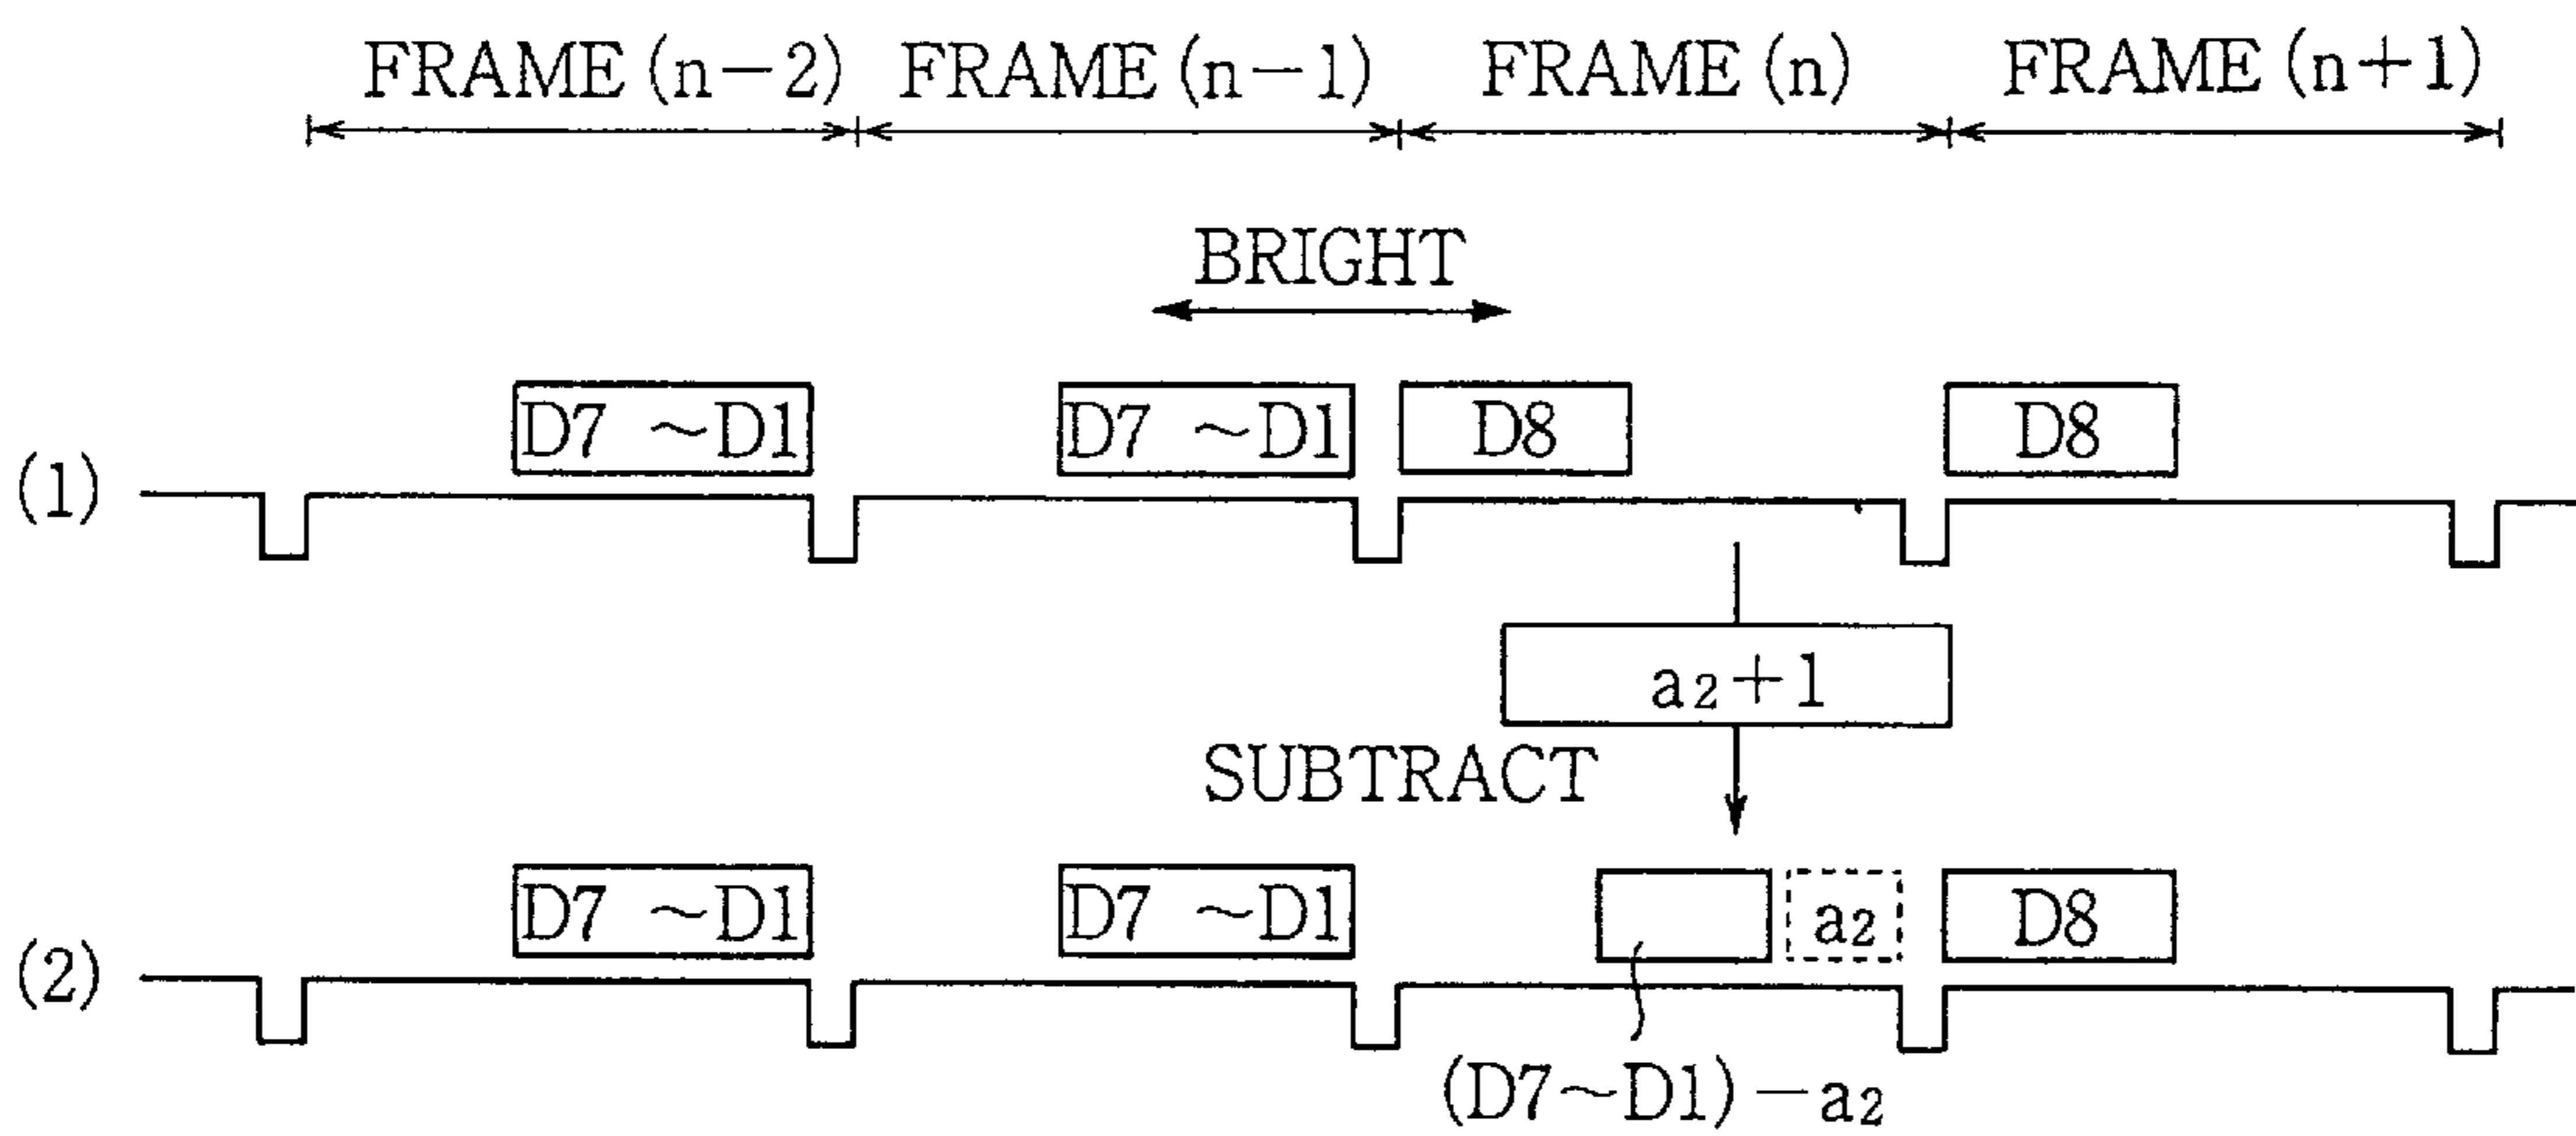 FRAME (n－2) FRAME (n－1) FRAME (n) FRAME (n＋1)
BRIGHT
(1) D7 ～D1 D7 ～D1 D8 D8
a₂＋1
SUBTRACT
(2) D7 ～D1 D7 ～D1 a₂ D8
(D7～D1)－a₂